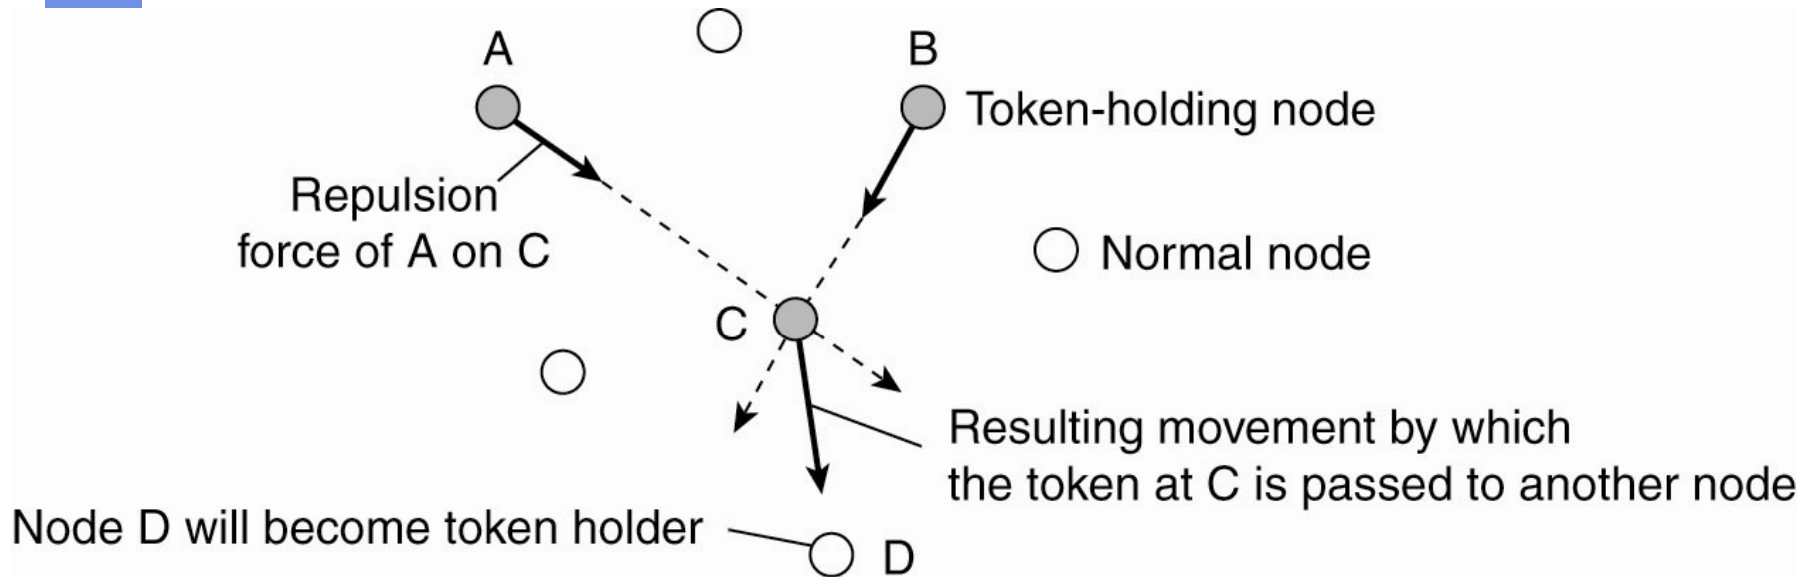 A
B
Token-holding node
Repulsion
force of A on C
Normal node
C
Resulting movement by which
the token at C is passed to another node
Node D will become token holder
D